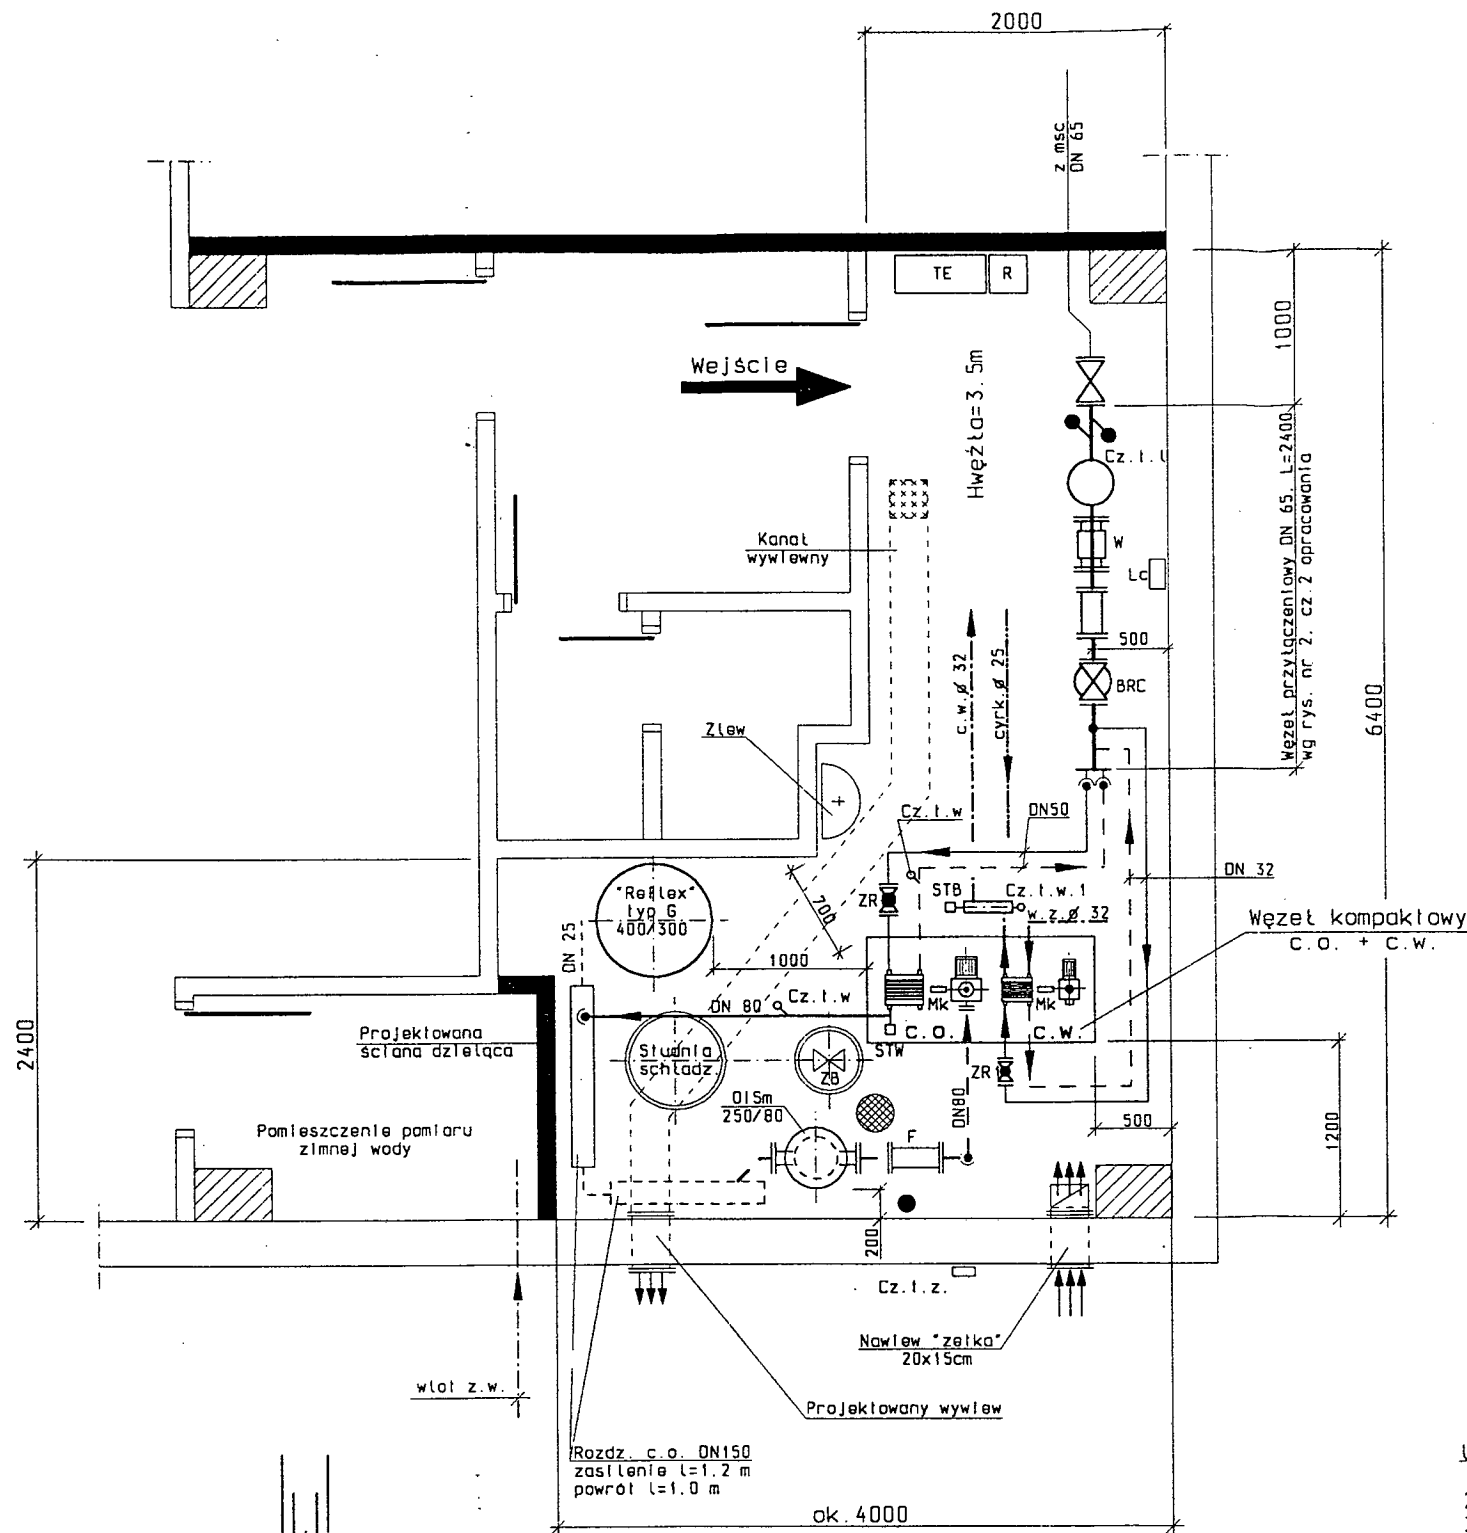 2000
z msc
DN 65
TE
R
Wejście
Hwęzła=3.5m
1000
Cz.t.1
Węzeł przyłączeniowy DN 65, L=2400
wg rys. nr 2, cz.2 opracowania
Kanał
wywiewny
W
Lc
500
c.w.ø 32
cyrk.ø 25
BRC
6400
Zlew
Cz.t.w
DN50
DN 32
"Reflex"
typ G
400/300
700
ZR
STB
Cz.t.w.1
w.z.ø 32
Węzeł kompaktowy
C.O. + C.W.
DN 25
1000
DN 80
Cz.t.w
Mk
Mk
C.O.
C.W.
STW
2400
Projektowana
ściana dzieląca
Studnia
schładz.
ZB
ZR1
OISm
250/80
DN80
F
500
1200
Pomieszczenie pomiaru
zimnej wody
200
Cz.t.z.
Nawiew "zetka"
20x15cm
wlot z.w.
Projektowany wywiew
Rozdz. c.o. DN150
zasilenie l=1.2 m
powrót l=1.0 m
ok. 4000